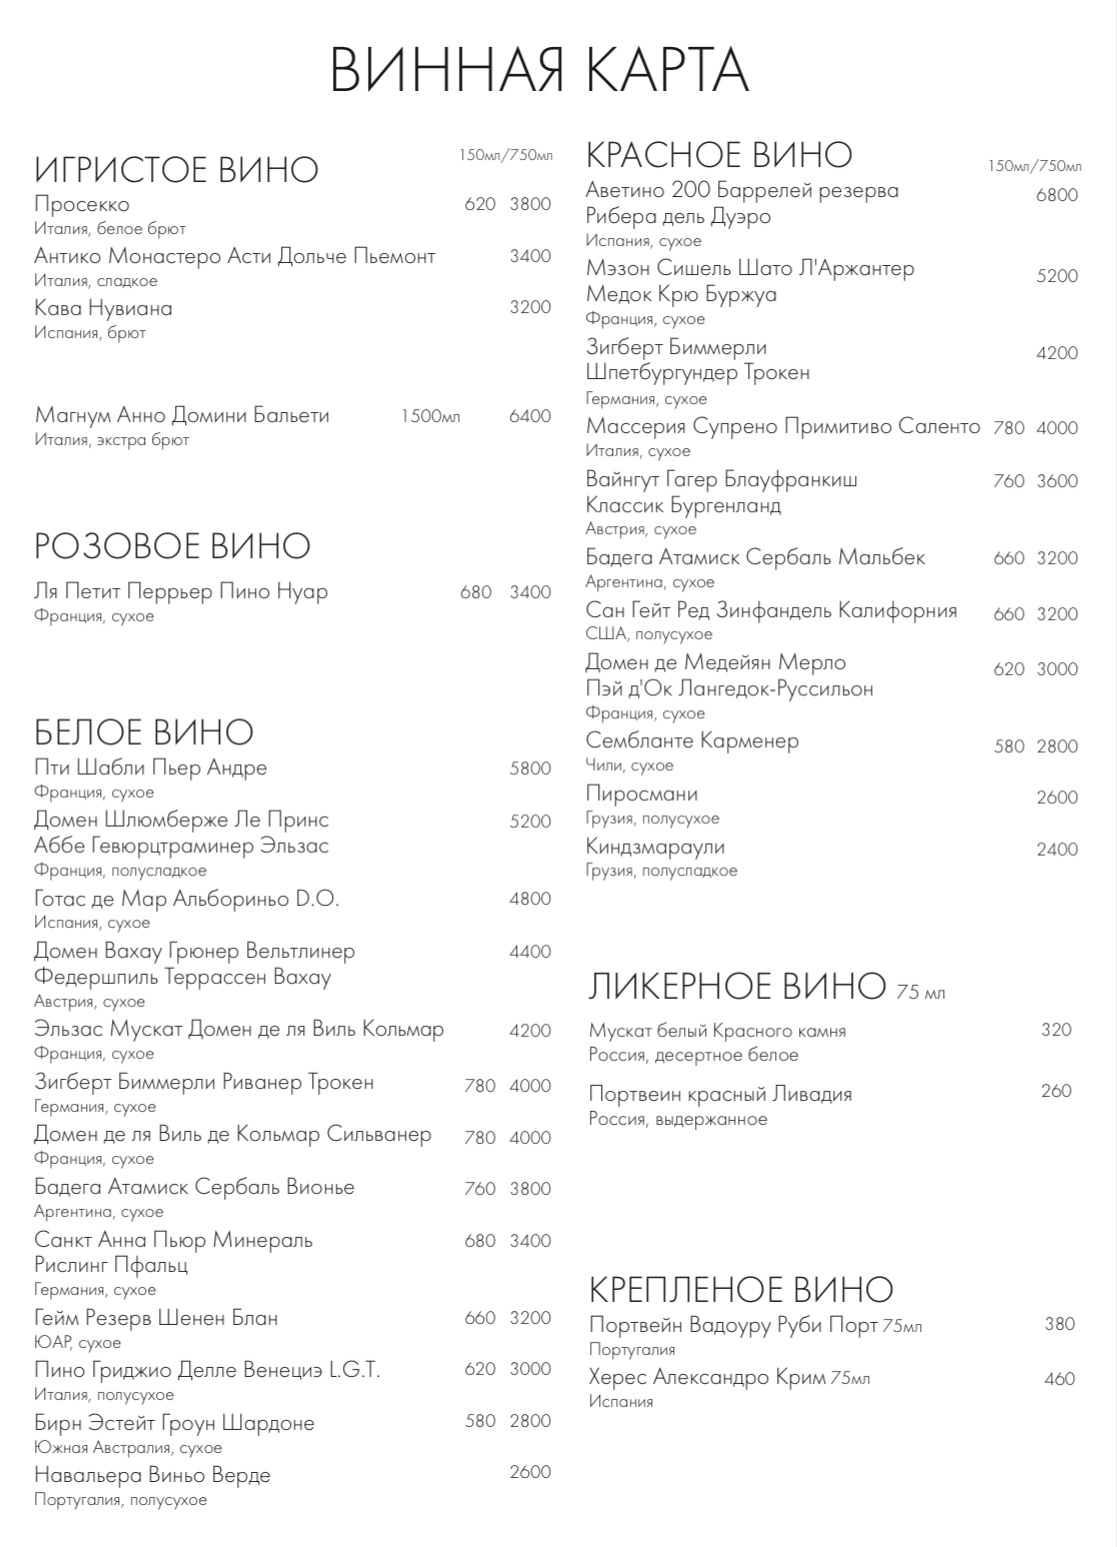 ВИННАЯ КАРТА
ИГРИСТОЕ ВИНО 150мл/750мл
Просекко 620 3800
Италия, белое брют
Антико Монастеро Асти Дольче Пьемонт 3400
Италия, сладкое
Кава Нувиана 3200
Испания, брют
Магнум Анно Домини Бальети 1500мл 6400
Италия, экстра брют
РОЗОВОЕ ВИНО
Ля Петит Перрьер Пино Нуар 680 3400
Франция, сухое
БЕЛОЕ ВИНО
Пти Шабли Пьер Андре 5800
Франция, сухое
Домен Шлюмберже Ле Принс 5200
Аббе Гевюрцтраминер Эльзас
Франция, полусладкое
Готас де Мар Альбориньо D.O. 4800
Испания, сухое
Домен Вахау Грюнер Вельтлинер 4400
Федершпиль Террассен Вахау
Австрия, сухое
Эльзас Мускат Домен де ля Виль Кольмар 4200
Франция, сухое
Зигберт Биммерли Риванер Трокен 780 4000
Германия, сухое
Домен де ля Виль де Кольмар Сильванер 780 4000
Франция, сухое
Бадега Атамиск Сербаль Вионье 760 3800
Аргентина, сухое
Санкт Анна Пьюр Минераль 680 3400
Рислинг Пфальц
Германия, сухое
Гейм Резерв Шенен Блан 660 3200
ЮАР, сухое
Пино Гриджио Делле Венециэ L.G.T. 620 3000
Италия, полусухое
Бирн Эстейт Гроун Шардоне 580 2800
Южная Австралия, сухое
Навальера Виньо Верде 2600
Португалия, полусухое
КРАСНОЕ ВИНО 150мл/750мл
Аветино 200 Баррелей резерва 6800
Рибера дель Дуэро
Испания, сухое
Мэзон Сишель Шато Л'Аржантер 5200
Медок Крю Буржуа
Франция, сухое
Зигберт Биммерли 4200
Шпетбургундер Трокен
Германия, сухое
Массерия Супрено Примитиво Саленто 780 4000
Италия, сухое
Вайнгут Гагер Блауфранкиш 760 3600
Классик Бургенланд
Австрия, сухое
Бадега Атамиск Сербаль Мальбек 660 3200
Аргентина, сухое
Сан Гейт Ред Зинфандель Калифорния 660 3200
США, полусухое
Домен де Медейян Мерло 620 3000
Пэй д'Ок Лангедок-Руссильон
Франция, сухое
Семблантe Карменер 580 2800
Чили, сухое
Пиросмани 2600
Грузия, полусухое
Киндзмараули 2400
Грузия, полусладкое
ЛИКЕРНОЕ ВИНО 75 мл
Мускат белый Красного камня 320
Россия, десертное белое
Портвеин красный Ливадия 260
Россия, выдержанное
КРЕПЛЕНОЕ ВИНО
Портвейн Вадоуру Руби Порт 75мл 380
Португалия
Херес Александро Крим 75мл 460
Испания